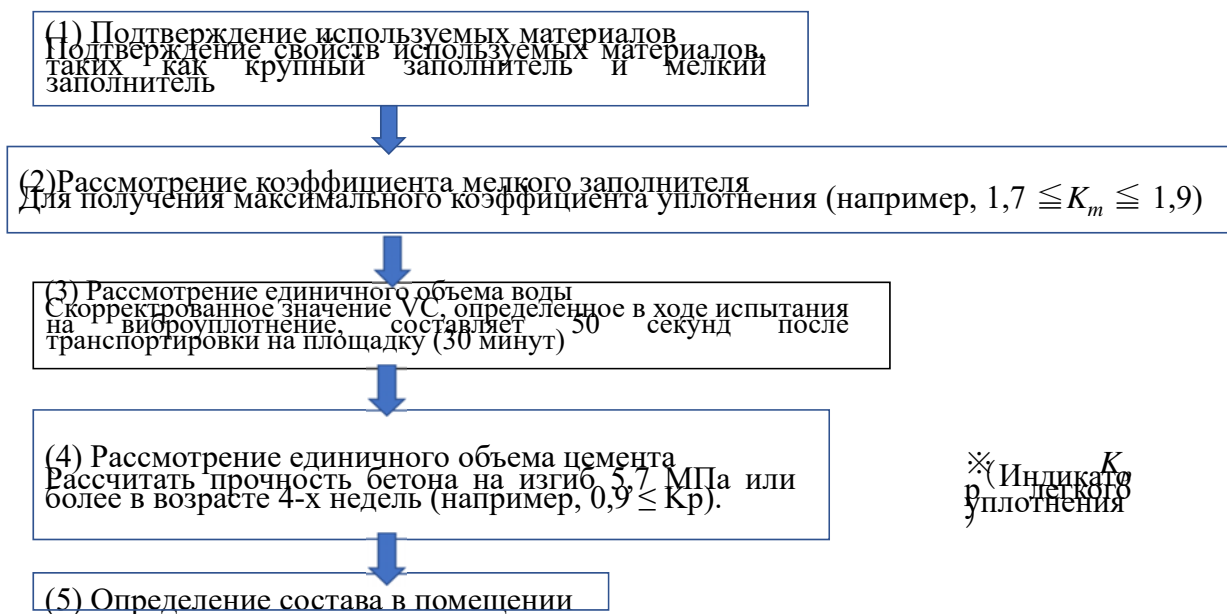 (1) Подтверждение используемых материалов
Подтверждение свойств используемых материалов,
таких как крупный заполнитель и мелкий
заполнитель
(2)Рассмотрение коэффициента мелкого заполнителя
Для получения максимального коэффициента уплотнения (например, 1,7 ≦Km ≦ 1,9)
(3) Рассмотрение единичного объема воды
Скорректрованное значение VC, определенное в ходе испытания
на виброуплотнение, составляет 50 секунд после
транспортировки на площадку (30 минут)
(4) Рассмотрение единичного объема цемента
Рассчитать прочность бетона на изгиб 5,7 МПа или
более в возрасте 4-х недель (например, 0,9 ≤ Kp).
※ Kp
(Индикато
р легкого
уплотнения
)
(5) Определение состава в помещении